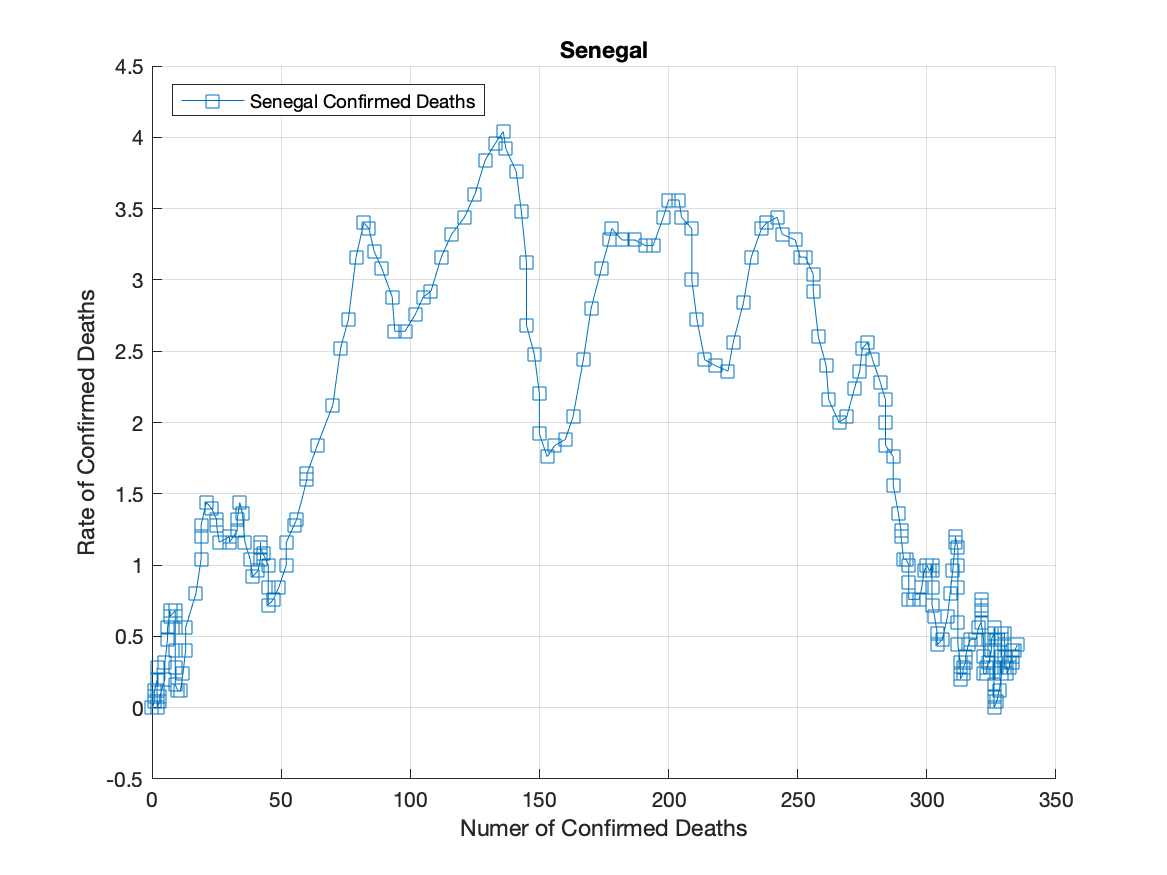 Senegal
Senegal Confirmed Deaths
4.5
4
3.5
3
2.5
2
1.5
1
0.5
0
-0.5
Rate of Confirmed Deaths
0 50 100 150 200 250 300 350
Numer of Confirmed Deaths